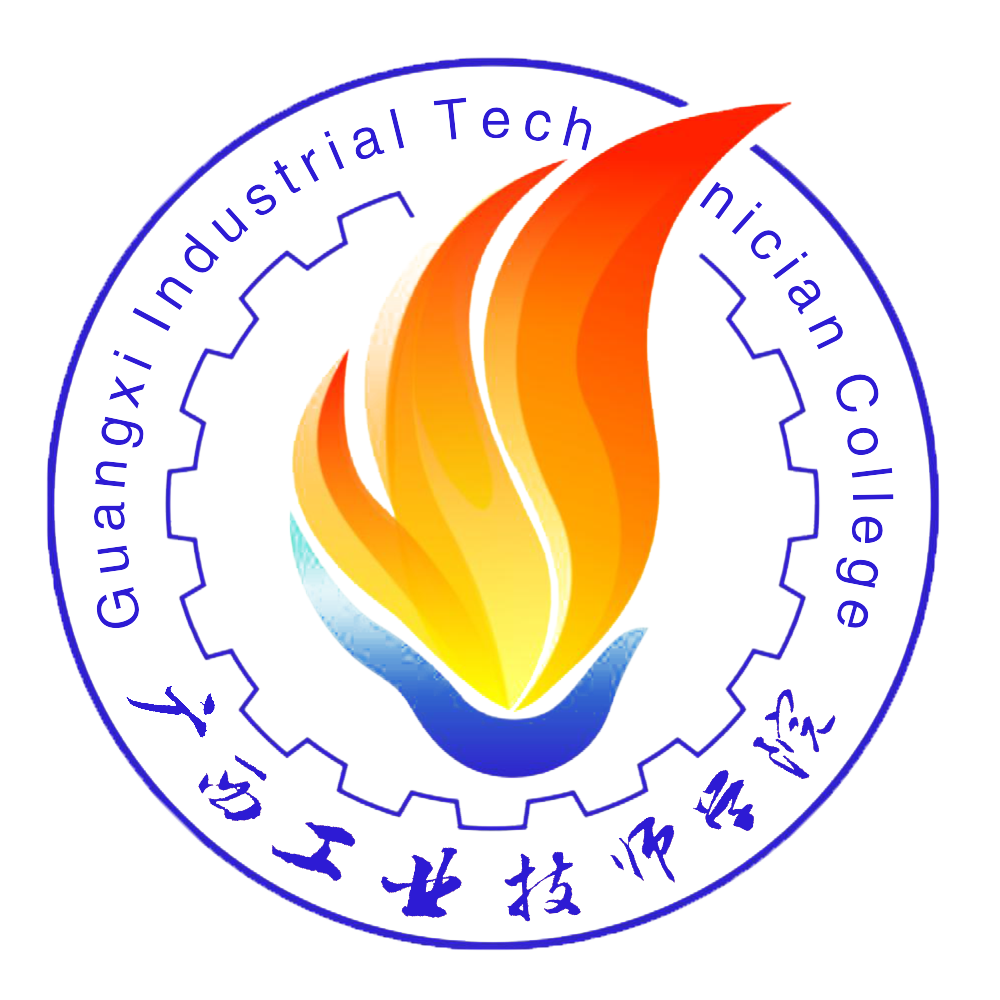 Guangxi Industrial Technician College
广西工业技师学院